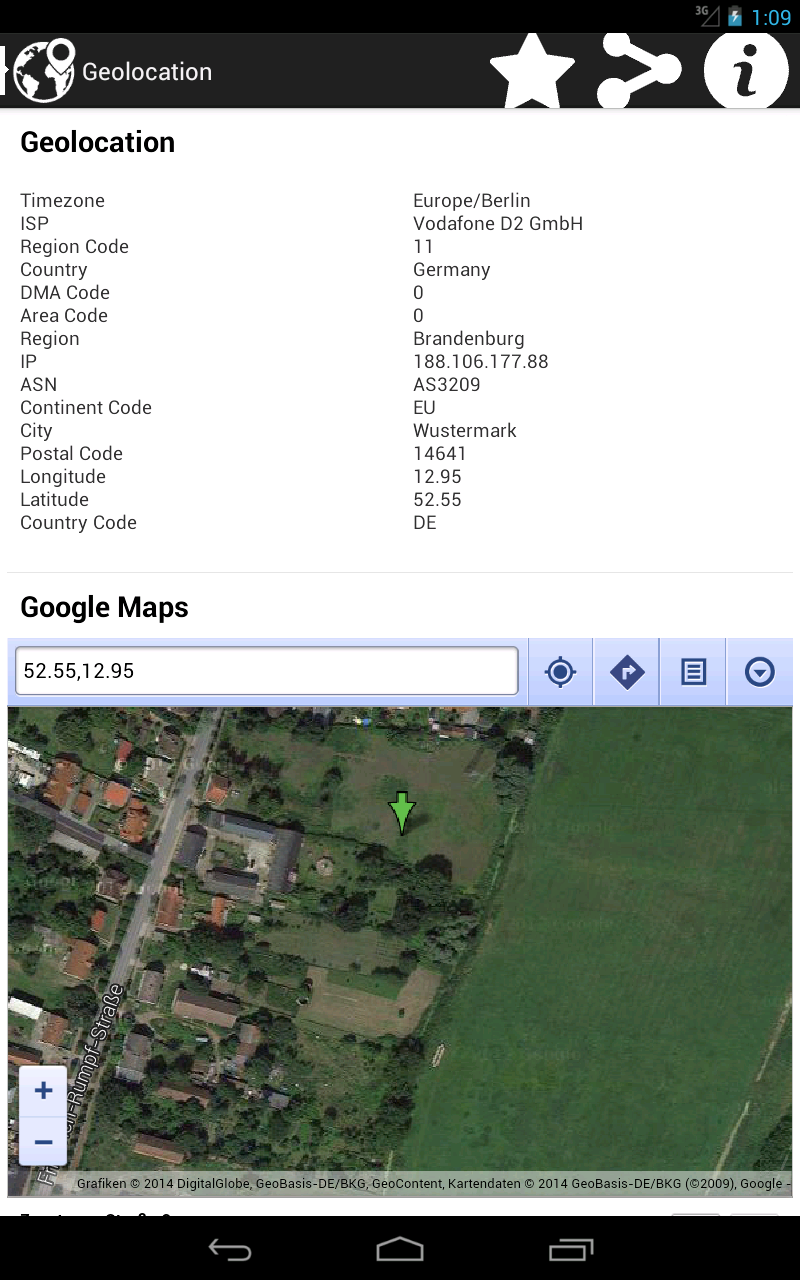 3G 1:09
Geolocation
Geolocation
Timezone Europe/Berlin
ISP Vodafone D2 GmbH
Region Code 11
Country Germany
DMA Code 0
Area Code 0
Region Brandenburg
IP 188.106.177.88
ASN AS3209
Continent Code EU
City Wustermark
Postal Code 14641
Longitude 12.95
Latitude 52.55
Country Code DE
Google Maps
52.55,12.95
-Rumpf-Straße
+
−
Grafiken © 2014 DigitalGlobe, GeoBasis-DE/BKG, GeoContent, Kartendaten © 2014 GeoBasis-DE/BKG (©2009), Google -